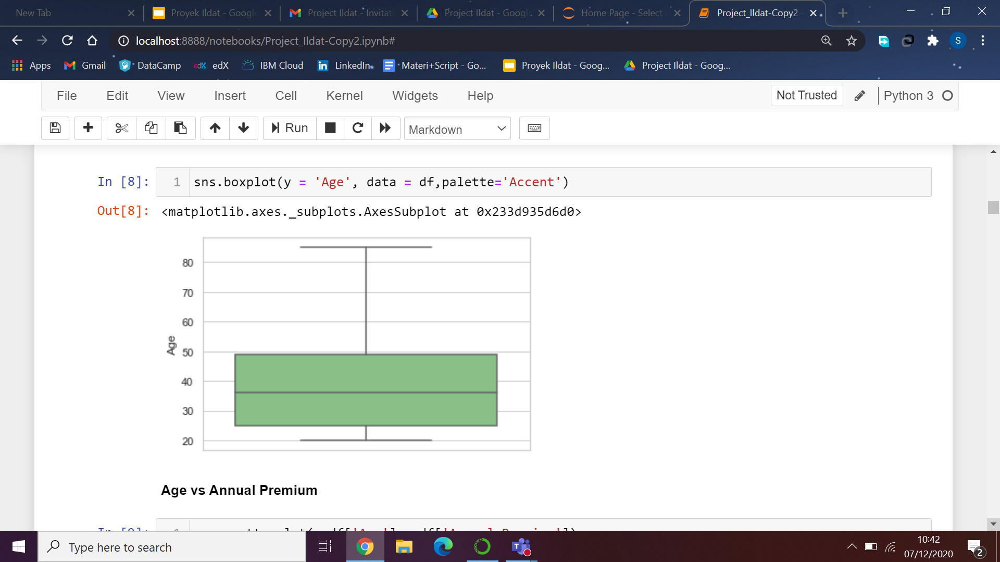 New Tab
Proyek Ildat - Google
Project Ildat - Invitat
Project Ildat - Googl
Home Page - Select
Project_Ildat-Copy2
localhost:8888/notebooks/Project_Ildat-Copy2.ipynb#
S
Apps
Gmail
DataCamp
edX
IBM Cloud
LinkedIn
Materi+Script - Go...
Proyek Ildat - Goog...
Project Ildat - Goog...
File Edit View Insert Cell Kernel Widgets Help
Not Trusted
Python 3
Run
Markdown
In [8]:
1 sns.boxplot(y = 'Age', data = df,palette='Accent')
Out[8]: <matplotlib.axes._subplots.AxesSubplot at 0x233d935d6d0>
80
70
60
Age
50
40
30
20
Age vs Annual Premium
Type here to search
10:42
07/12/2020
2